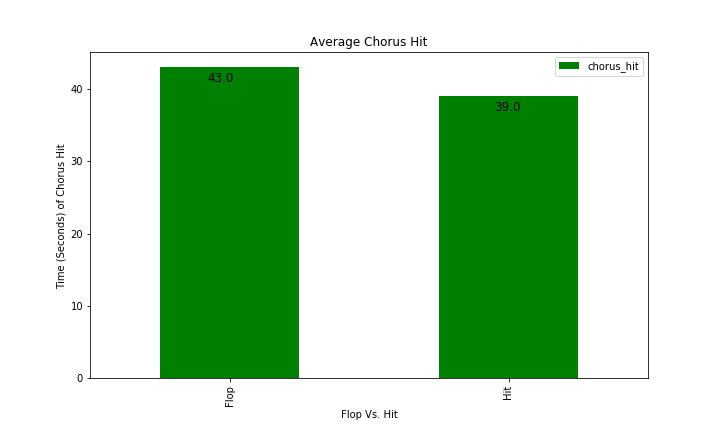 Average Chorus Hit
chorus_hit
43.0
39.0
Time (Seconds) of Chorus Hit
40
30
20
10
0
Flop
Hit
Flop Vs. Hit